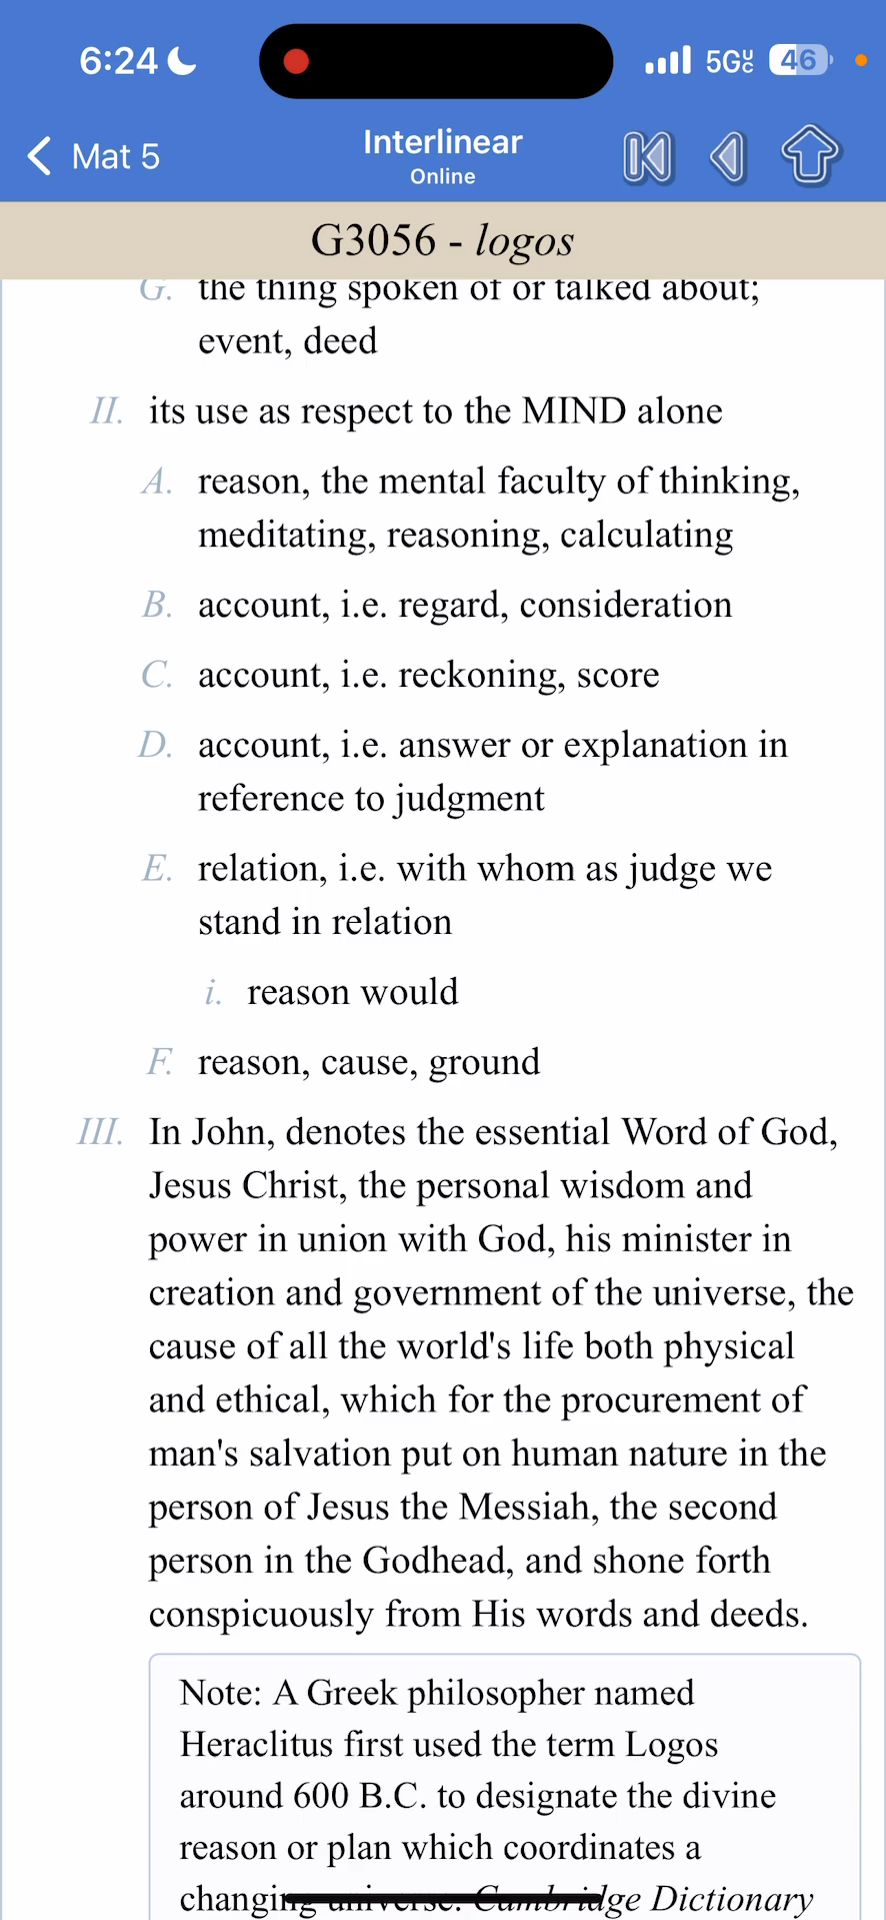 6:24
5G
46
Mat 5
Interlinear
Online
G3056 - logos
G. the thing spoken of or talked about;
event, deed
II. its use as respect to the MIND alone
A. reason, the mental faculty of thinking,
meditating, reasoning, calculating
B. account, i.e. regard, consideration
C. account, i.e. reckoning, score
D. account, i.e. answer or explanation in
reference to judgment
E. relation, i.e. with whom as judge we
stand in relation
i. reason would
F. reason, cause, ground
III. In John, denotes the essential Word of God,
Jesus Christ, the personal wisdom and
power in union with God, his minister in
creation and government of the universe, the
cause of all the world's life both physical
and ethical, which for the procurement of
man's salvation put on human nature in the
person of Jesus the Messiah, the second
person in the Godhead, and shone forth
conspicuously from His words and deeds.
Note: A Greek philosopher named
Heraclitus first used the term Logos
around 600 B.C. to designate the divine
reason or plan which coordinates a
changing universe. Cambridge Dictionary